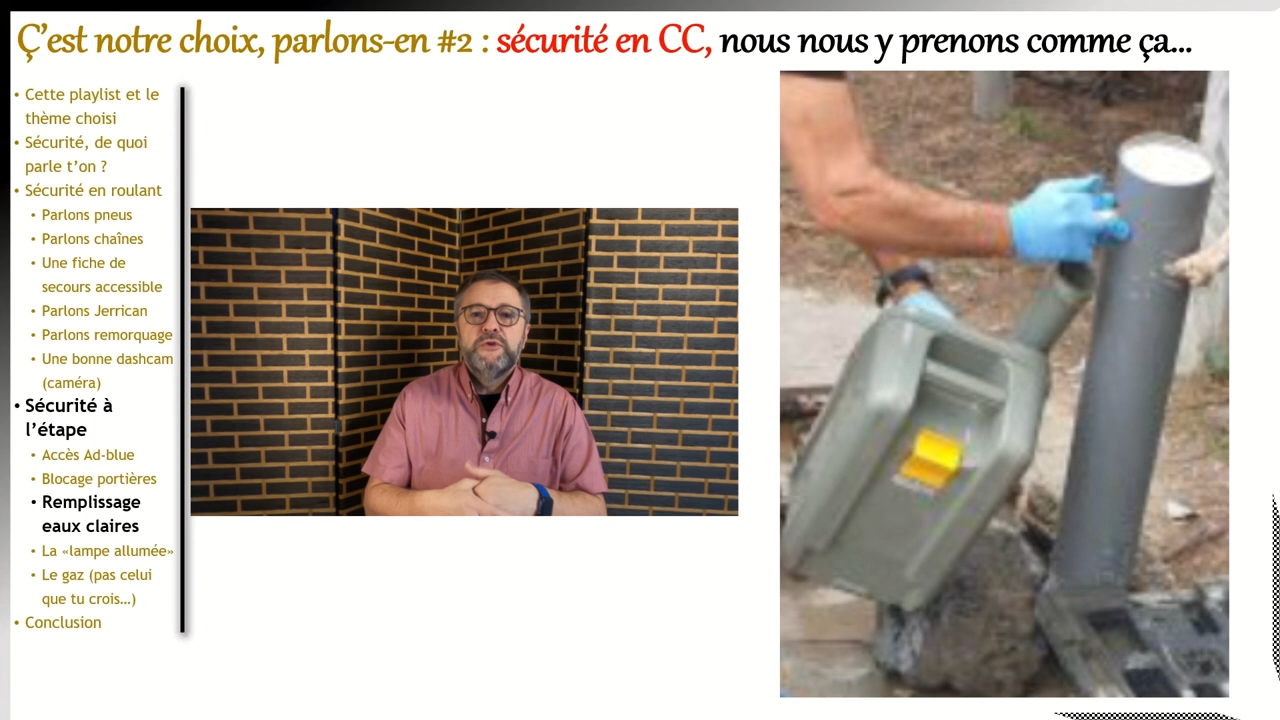 Ç’est notre choix, parlons-en #2 : sécurité en CC, nous nous y prenons comme ça...
• Cette playlist et le
thème choisi
• Sécurité, de quoi
parle t’on ?
• Sécurité en roulant
• Parlons pneus
• Parlons chaînes
• Une fiche de
secours accessible
• Parlons Jerrican
• Parlons remorquage
• Une bonne dashcam
(caméra)
• Sécurité à
l’étape
• Accès Ad-blue
• Blocage portières
• Remplissage
eaux claires
• La «lampe allumée»
• Le gaz (pas celui
que tu crois…)
• Conclusion